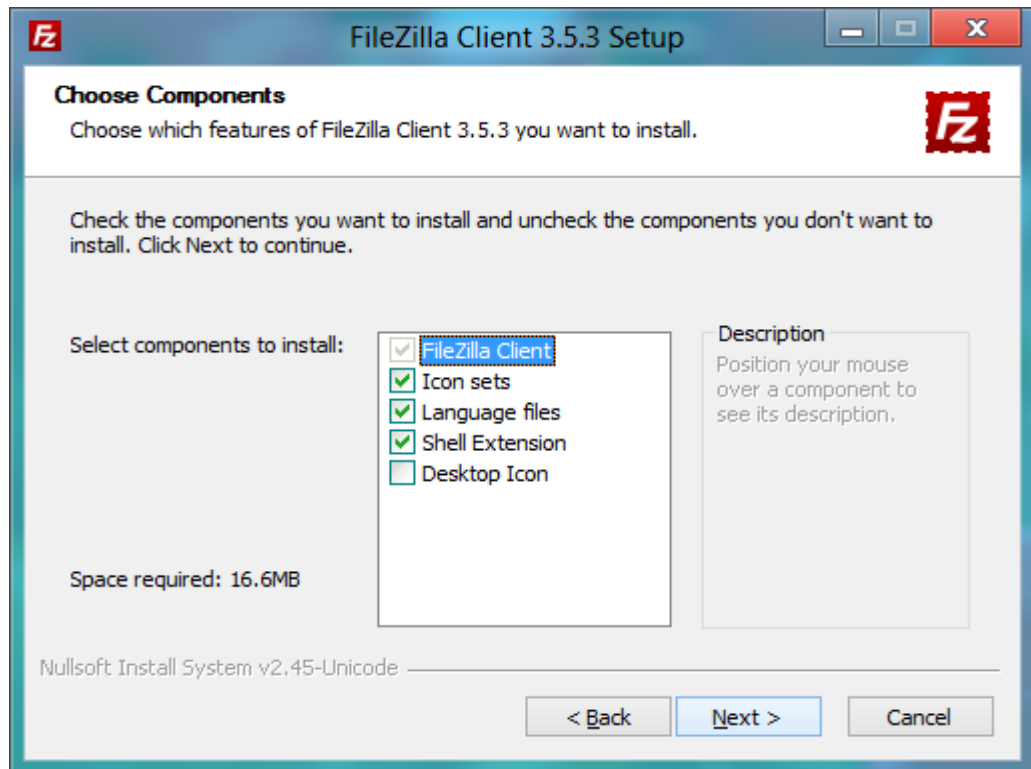 Fz FileZilla Client 3.5.3 Setup x
Choose Components
Choose which features of FileZilla Client 3.5.3 you want to install.
Fz
Check the components you want to install and uncheck the components you don't want to
install. Click Next to continue.
Select components to install:
FileZilla Client
Icon sets
Language files
Shell Extension
Desktop Icon
Description
Position your mouse
over a component to
see its description.
Space required: 16.6MB
Nullsoft Install System v2.45-Unicode
< Back
Next >
Cancel